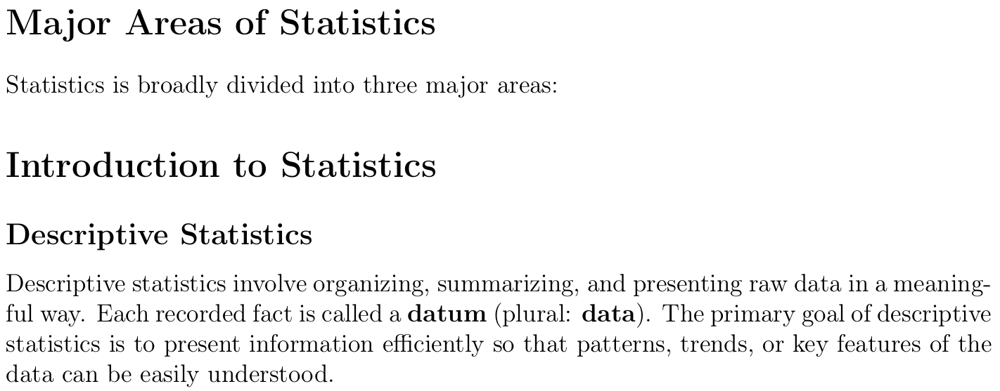 Major Areas of Statistics
Statistics is broadly divided into three major areas:
Introduction to Statistics
Descriptive Statistics
Descriptive statistics involve organizing, summarizing, and presenting raw data in a meaning-
ful way. Each recorded fact is called a datum (plural: data). The primary goal of descriptive
statistics is to present information efficiently so that patterns, trends, or key features of the
data can be easily understood.